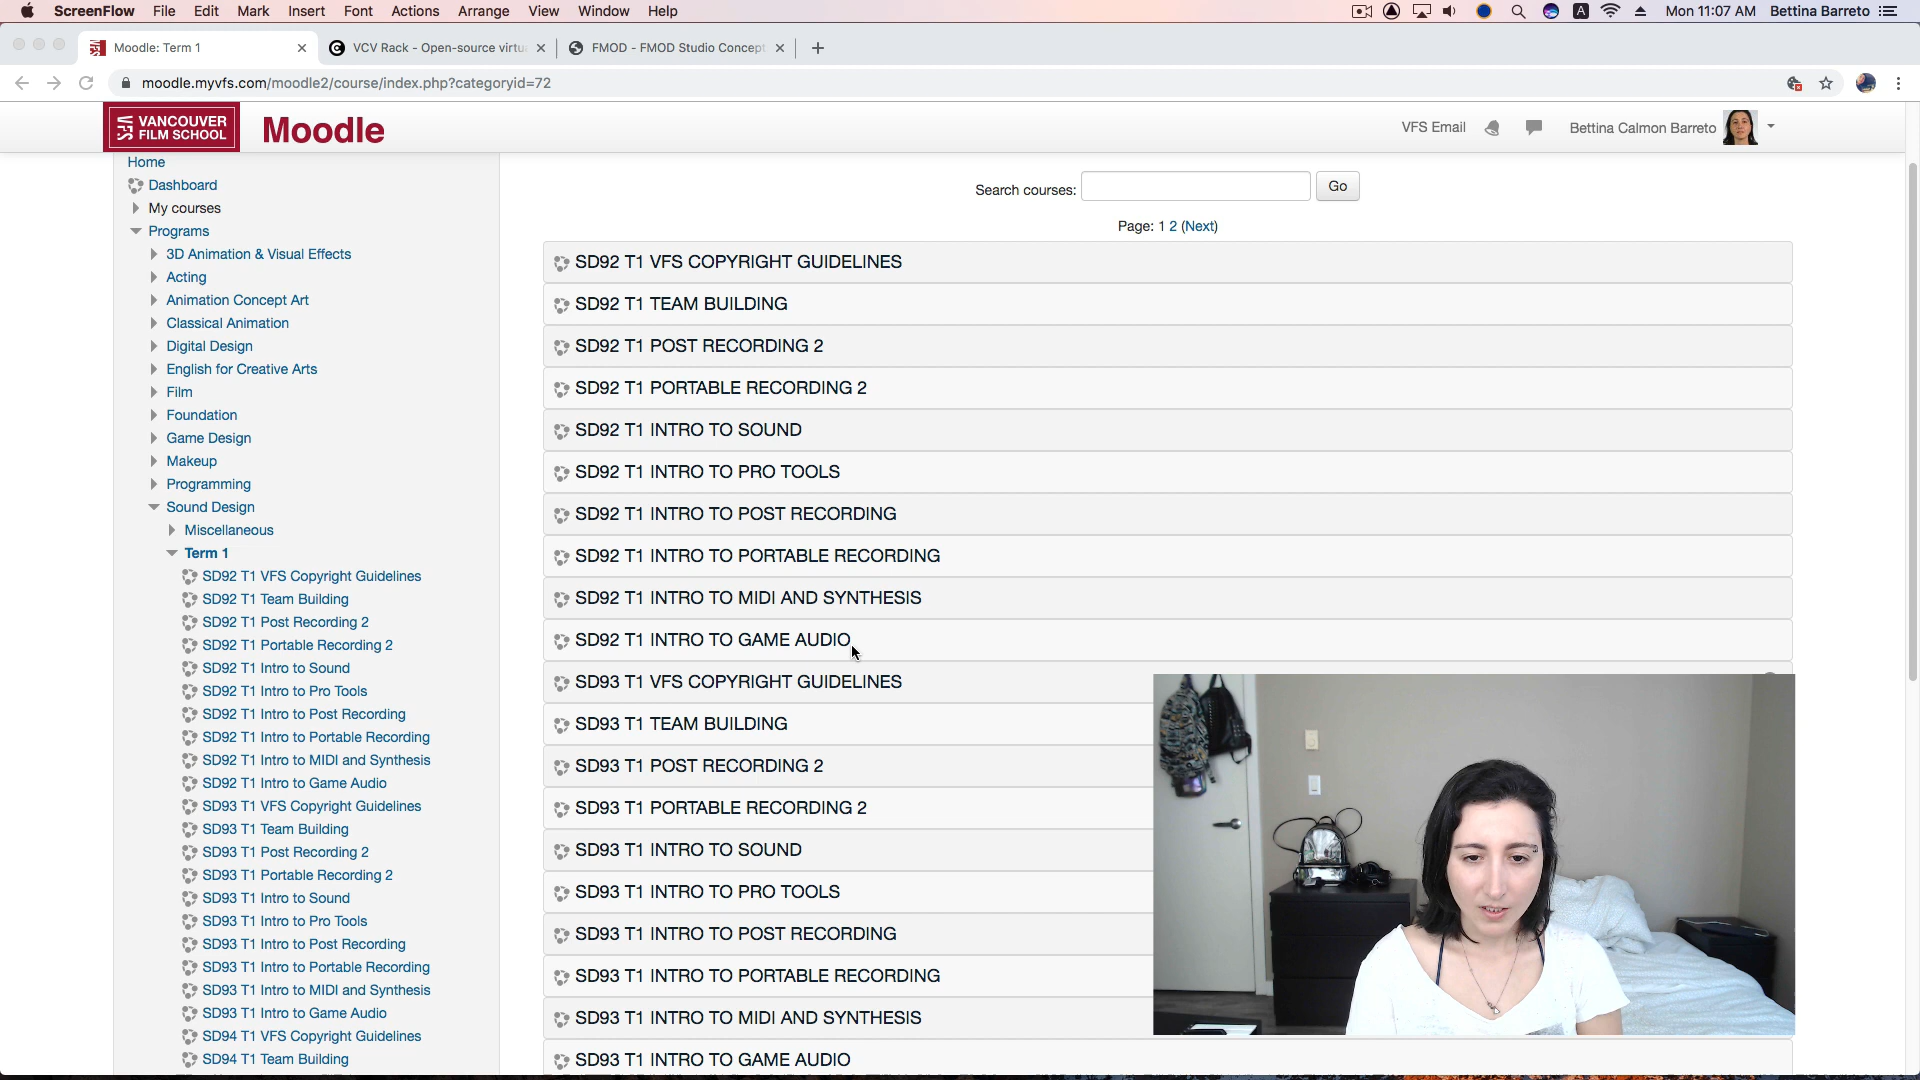 ScreenFlow File Edit Mark Insert Font Actions Arrange View Window Help A Mon 11:07 AM Bettina Barreto
Moodle: Term 1 VCV Rack - Open-source virtu FMOD - FMOD Studio Concept
moodle.myvfs.com/moodle2/course/index.php?categoryid=72
VFS VANCOUVER
FILM SCHOOL
Moodle
VFS Email Bettina Calmon Barreto
Home
Dashboard
My courses
Programs
3D Animation & Visual Effects
Acting
Animation Concept Art
Classical Animation
Digital Design
English for Creative Arts
Film
Foundation
Game Design
Makeup
Programming
Sound Design
Miscellaneous
Term 1
SD92 T1 VFS Copyright Guidelines
SD92 T1 Team Building
SD92 T1 Post Recording 2
SD92 T1 Portable Recording 2
SD92 T1 Intro to Sound
SD92 T1 Intro to Pro Tools
SD92 T1 Intro to Post Recording
SD92 T1 Intro to Portable Recording
SD92 T1 Intro to MIDI and Synthesis
SD92 T1 Intro to Game Audio
SD93 T1 VFS Copyright Guidelines
SD93 T1 Team Building
SD93 T1 Post Recording 2
SD93 T1 Portable Recording 2
SD93 T1 Intro to Sound
SD93 T1 Intro to Pro Tools
SD93 T1 Intro to Post Recording
SD93 T1 Intro to Portable Recording
SD93 T1 Intro to MIDI and Synthesis
SD93 T1 Intro to Game Audio
SD94 T1 VFS Copyright Guidelines
SD94 T1 Team Building
Search courses: Go
Page: 1 2 (Next)
SD92 T1 VFS COPYRIGHT GUIDELINES
SD92 T1 TEAM BUILDING
SD92 T1 POST RECORDING 2
SD92 T1 PORTABLE RECORDING 2
SD92 T1 INTRO TO SOUND
SD92 T1 INTRO TO PRO TOOLS
SD92 T1 INTRO TO POST RECORDING
SD92 T1 INTRO TO PORTABLE RECORDING
SD92 T1 INTRO TO MIDI AND SYNTHESIS
SD92 T1 INTRO TO GAME AUDIO
SD93 T1 VFS COPYRIGHT GUIDELINES
SD93 T1 TEAM BUILDING
SD93 T1 POST RECORDING 2
SD93 T1 PORTABLE RECORDING 2
SD93 T1 INTRO TO SOUND
SD93 T1 INTRO TO PRO TOOLS
SD93 T1 INTRO TO POST RECORDING
SD93 T1 INTRO TO PORTABLE RECORDING
SD93 T1 INTRO TO MIDI AND SYNTHESIS
SD93 T1 INTRO TO GAME AUDIO